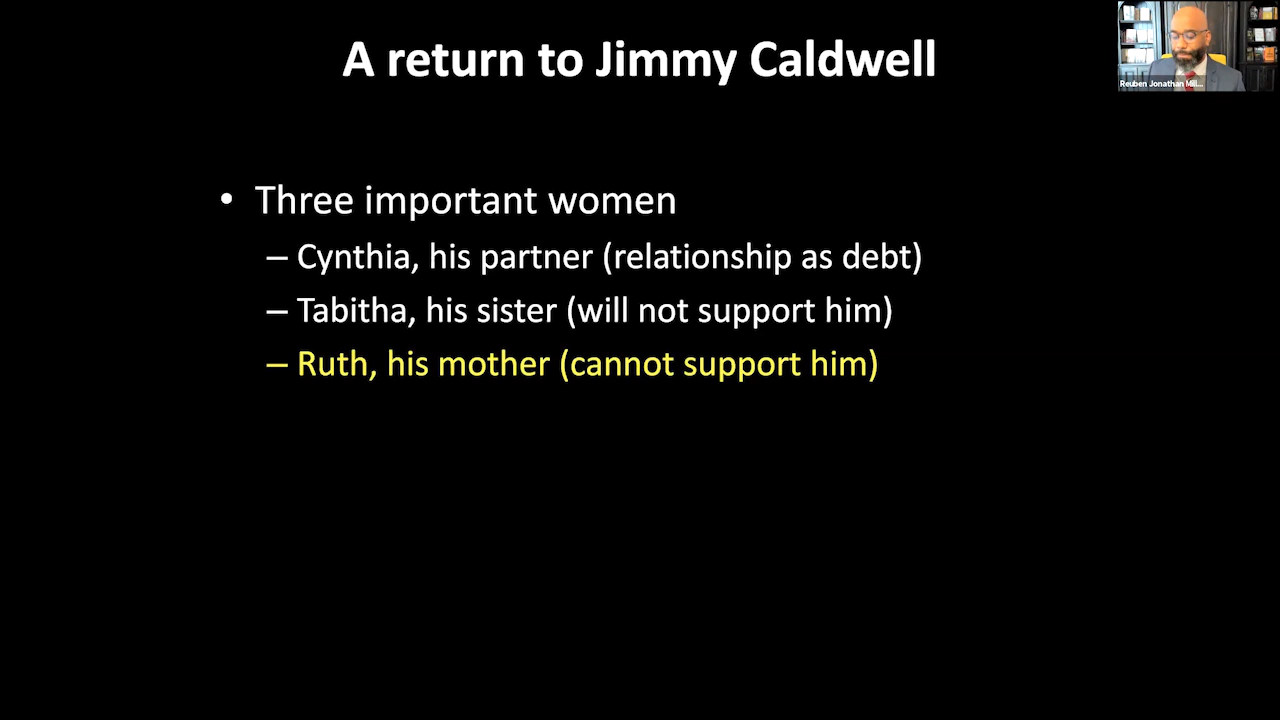 A return to Jimmy Caldwell
Reuben Jonathan Mil...
• Three important women
– Cynthia, his partner (relationship as debt)
– Tabitha, his sister (will not support him)
– Ruth, his mother (cannot support him)